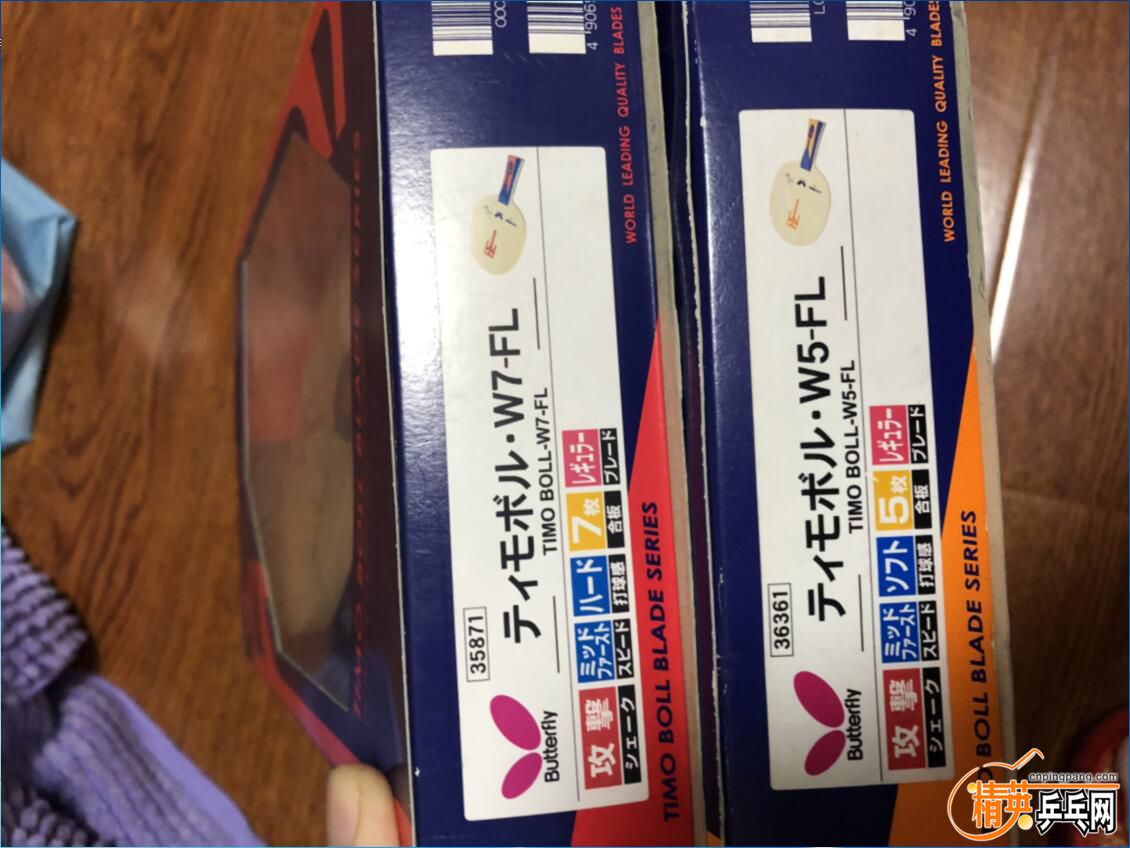 35871
ティモボル・W7-FL
TIMO BOLL-W7-FL
Butterfly
攻撃 ミッドファースト ハード 7枚 レギュラー
シェーク スピード 打球感 合板 ブレード
TIMO BOLL BLADE SERIES
WORLD LEADING QUALITY BLADES
36361
ティモボル・W5-FL
TIMO BOLL-W5-FL
Butterfly
攻撃 ミッドファースト ソフト 5枚 レギュラー
シェーク スピード 打球感 合板 ブレード
BOLL BLADE SERIES
WORLD LEADING QUALITY BLADES
cnpingpang.com
精英乒乓网